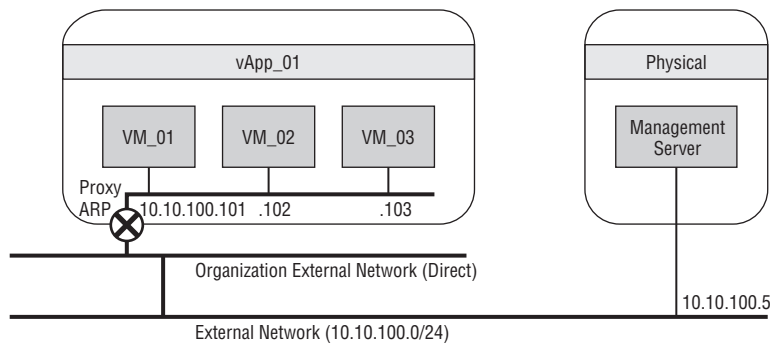 vApp_01
Physical
VM_01
VM_02
VM_03
Management
Server
Proxy
ARP
10.10.100.101
.102
.103
Organization External Network (Direct)
10.10.100.5
External Network (10.10.100.0/24)